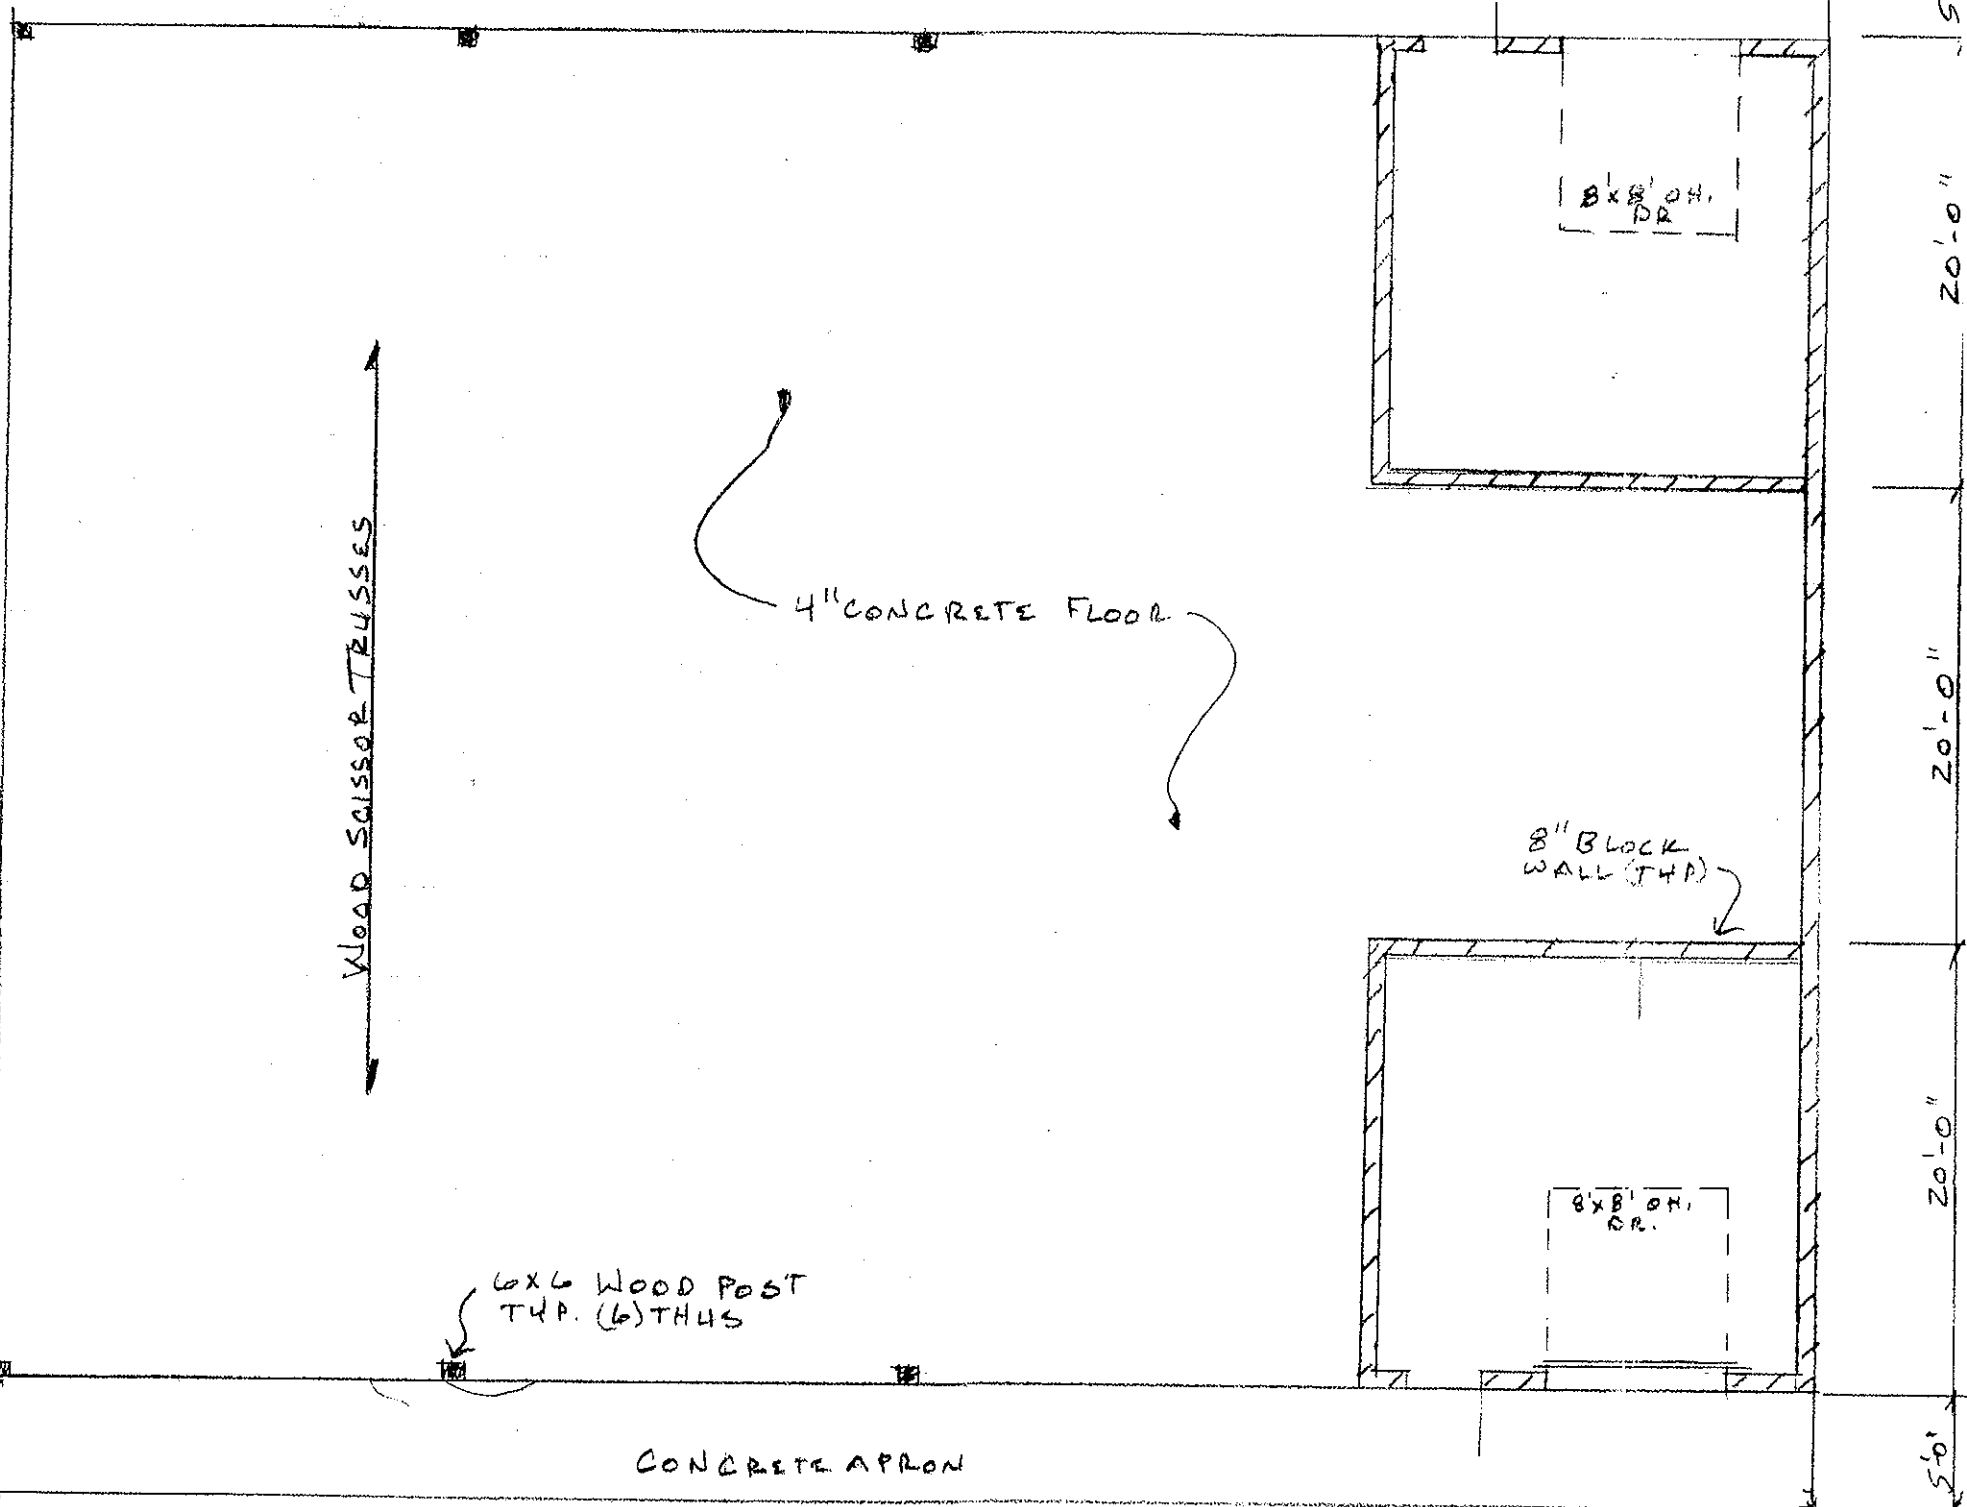 8'x8' OH.
DR
20'-0"
WOOD SCISSOR TRUSSES
4" CONCRETE FLOOR
20'-0"
8" BLOCK
WALL (TYP)
20'-0"
8'x8' OH.
DR.
6X6 WOOD POST
TYP. (6) THUS
CONCRETE APRON
5'-0"